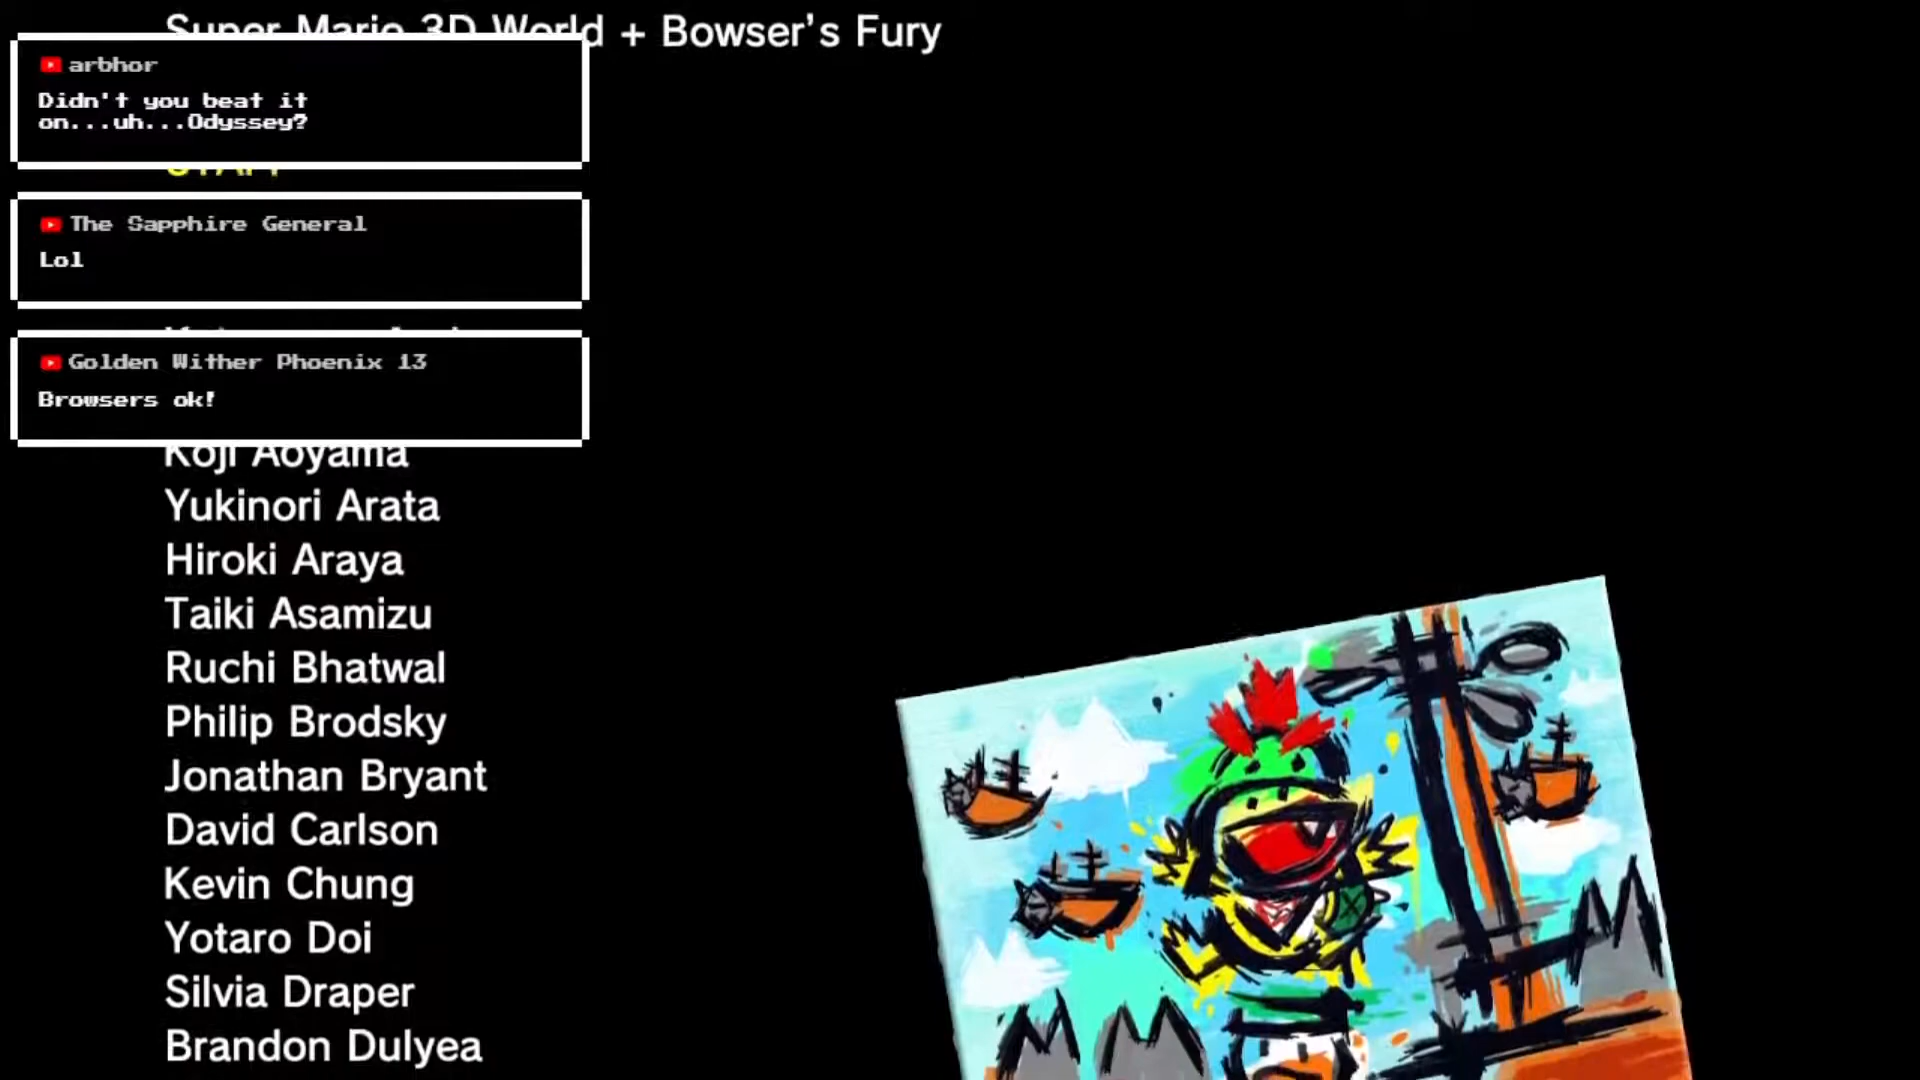 Super Mario 3D World + Bowser's Fury
arbhor
Didn't you beat it
on...uh...Odyssey?
STAFF
The Sapphire General
Lol
Golden Wither Phoenix 13
Browsers ok!
Koji Aoyama
Yukinori Arata
Hiroki Araya
Taiki Asamizu
Ruchi Bhatwal
Philip Brodsky
Jonathan Bryant
David Carlson
Kevin Chung
Yotaro Doi
Silvia Draper
Brandon Dulyea